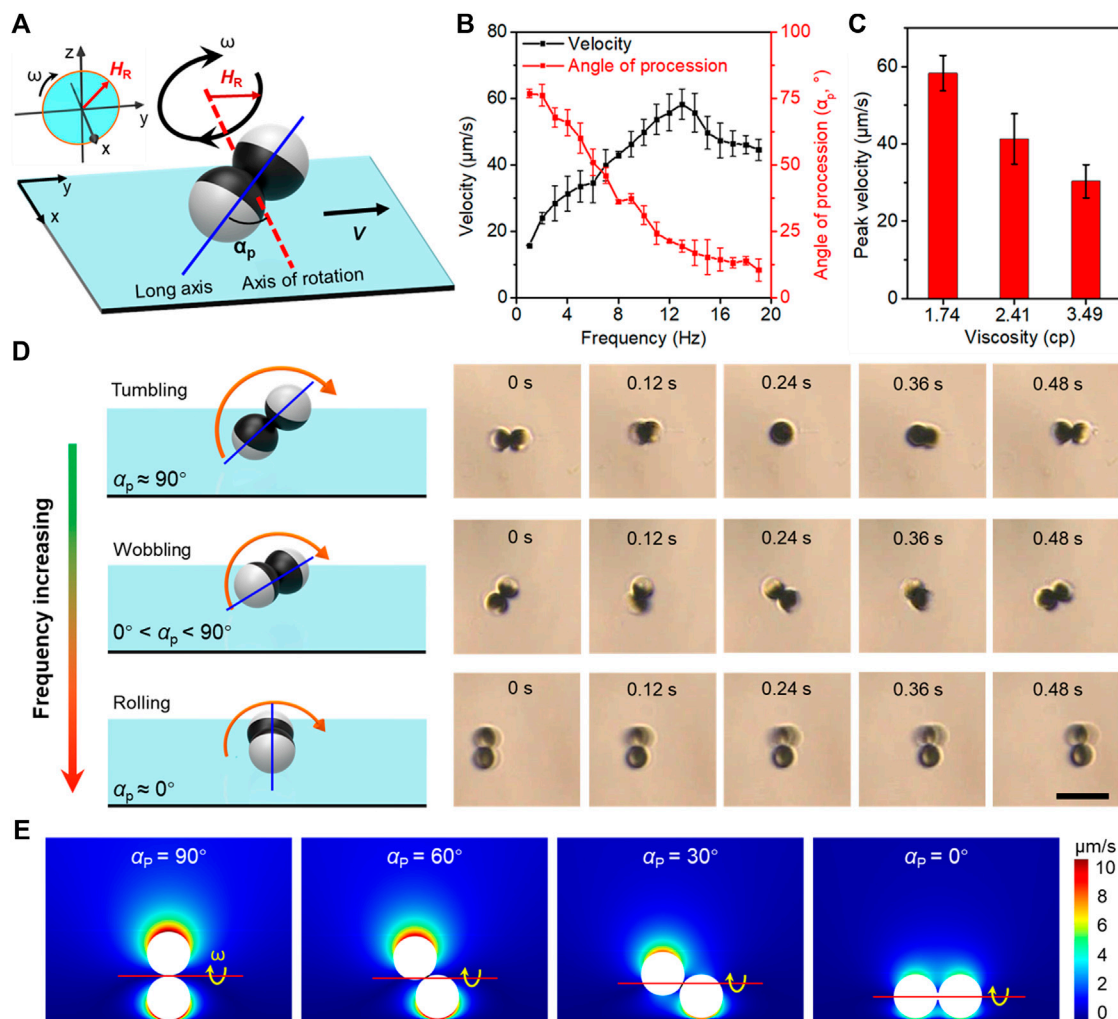 A
z
ω
H_R
y
x
ω
H_R
y
x
α_p
V
Long axis
Axis of rotation
B
Velocity
Angle of procession
Velocity (μm/s)
80
60
40
20
0
Angle of procession (α_p, °)
100
75
50
25
0
0 4 8 12 16 20
Frequency (Hz)
C
Peak velocity (μm/s)
60
40
20
0
1.74 2.41 3.49
Viscosity (cp)
D
Frequency increasing
Tumbling
α_p ≈ 90°
0 s 0.12 s 0.24 s 0.36 s 0.48 s
Wobbling
0° < α_p < 90°
0 s 0.12 s 0.24 s 0.36 s 0.48 s
Rolling
α_p ≈ 0°
0 s 0.12 s 0.24 s 0.36 s 0.48 s
E
α_P = 90°
ω
α_P = 60°
α_P = 30°
α_P = 0°
μm/s
10
8
6
4
2
0